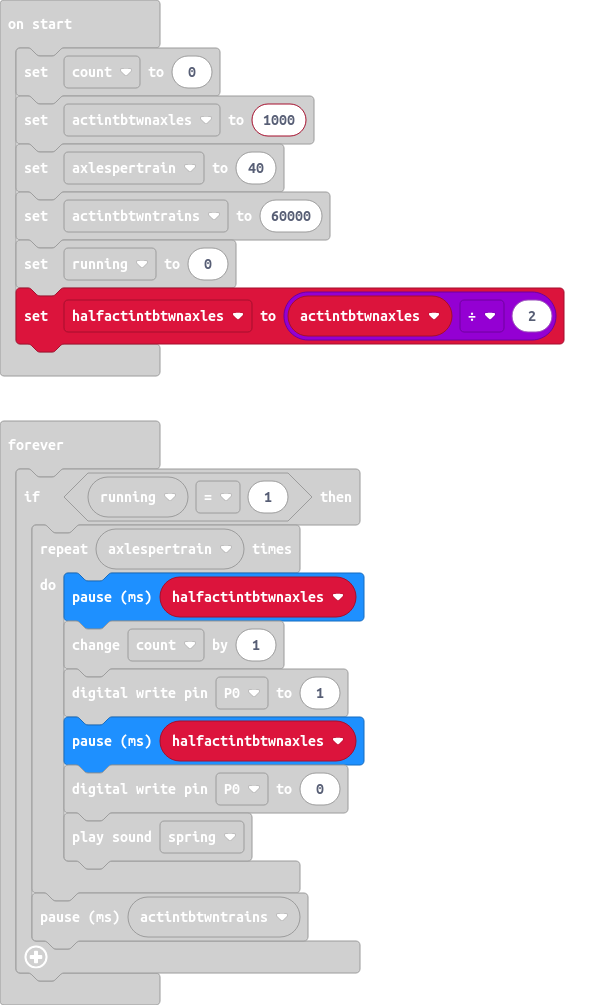 on start
set count to 0
set actintbtwnaxles to 1000
set axlespertrain to 40
set actintbtwntrains to 60000
set running to 0
set halfactintbtwnaxles to actintbtwnaxles ÷ 2
forever
if running = 1 then
repeat axlespertrain times
do pause (ms) halfactintbtwnaxles
change count by 1
digital write pin P0 to 1
pause (ms) halfactintbtwnaxles
digital write pin P0 to 0
play sound spring
pause (ms) actintbtwntrains